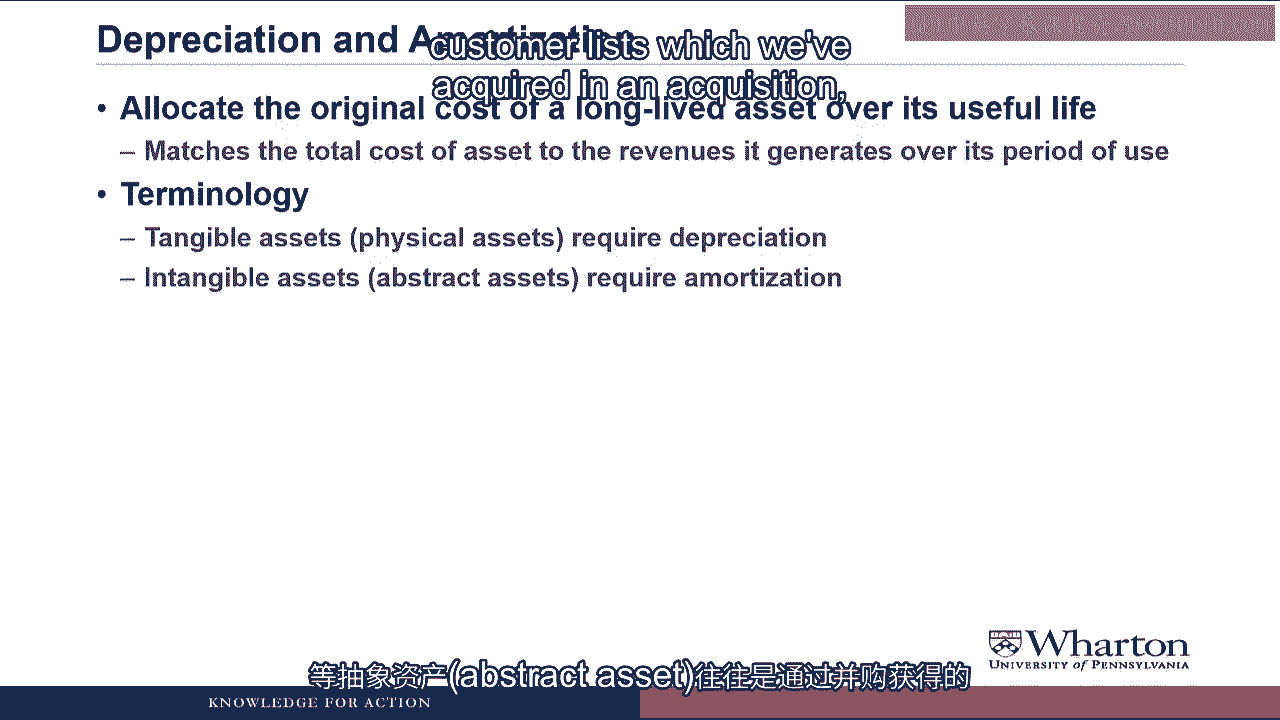 Depreciation and Amortization
customer lists which we've
acquired in an acquisition,
• Allocate the original cost of a long-lived asset over its useful life
– Matches the total cost of asset to the revenues it generates over its period of use
• Terminology
– Tangible assets (physical assets) require depreciation
– Intangible assets (abstract assets) require amortization
Wharton
UNIVERSITY OF PENNSYLVANIA
等抽象资产(abstract asset)往往是通过并购获得的
KNOWLEDGE FOR ACTION